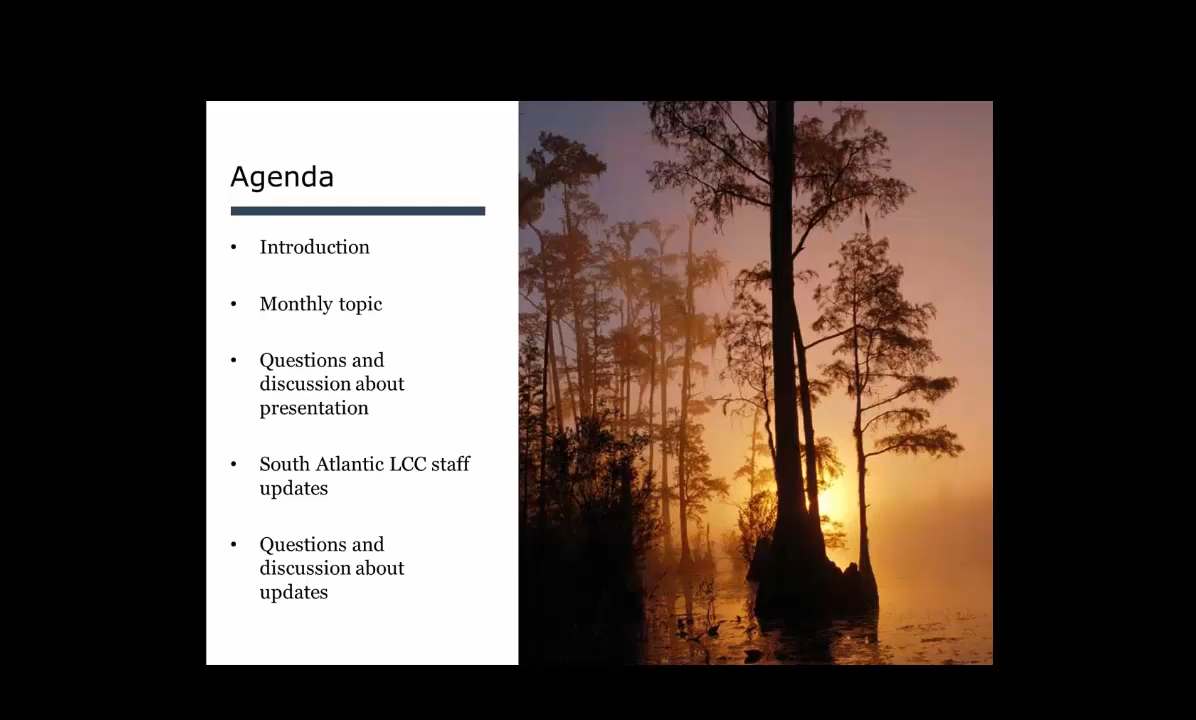 Agenda
• Introduction
• Monthly topic
• Questions and
discussion about
presentation
• South Atlantic LCC staff
updates
• Questions and
discussion about
updates